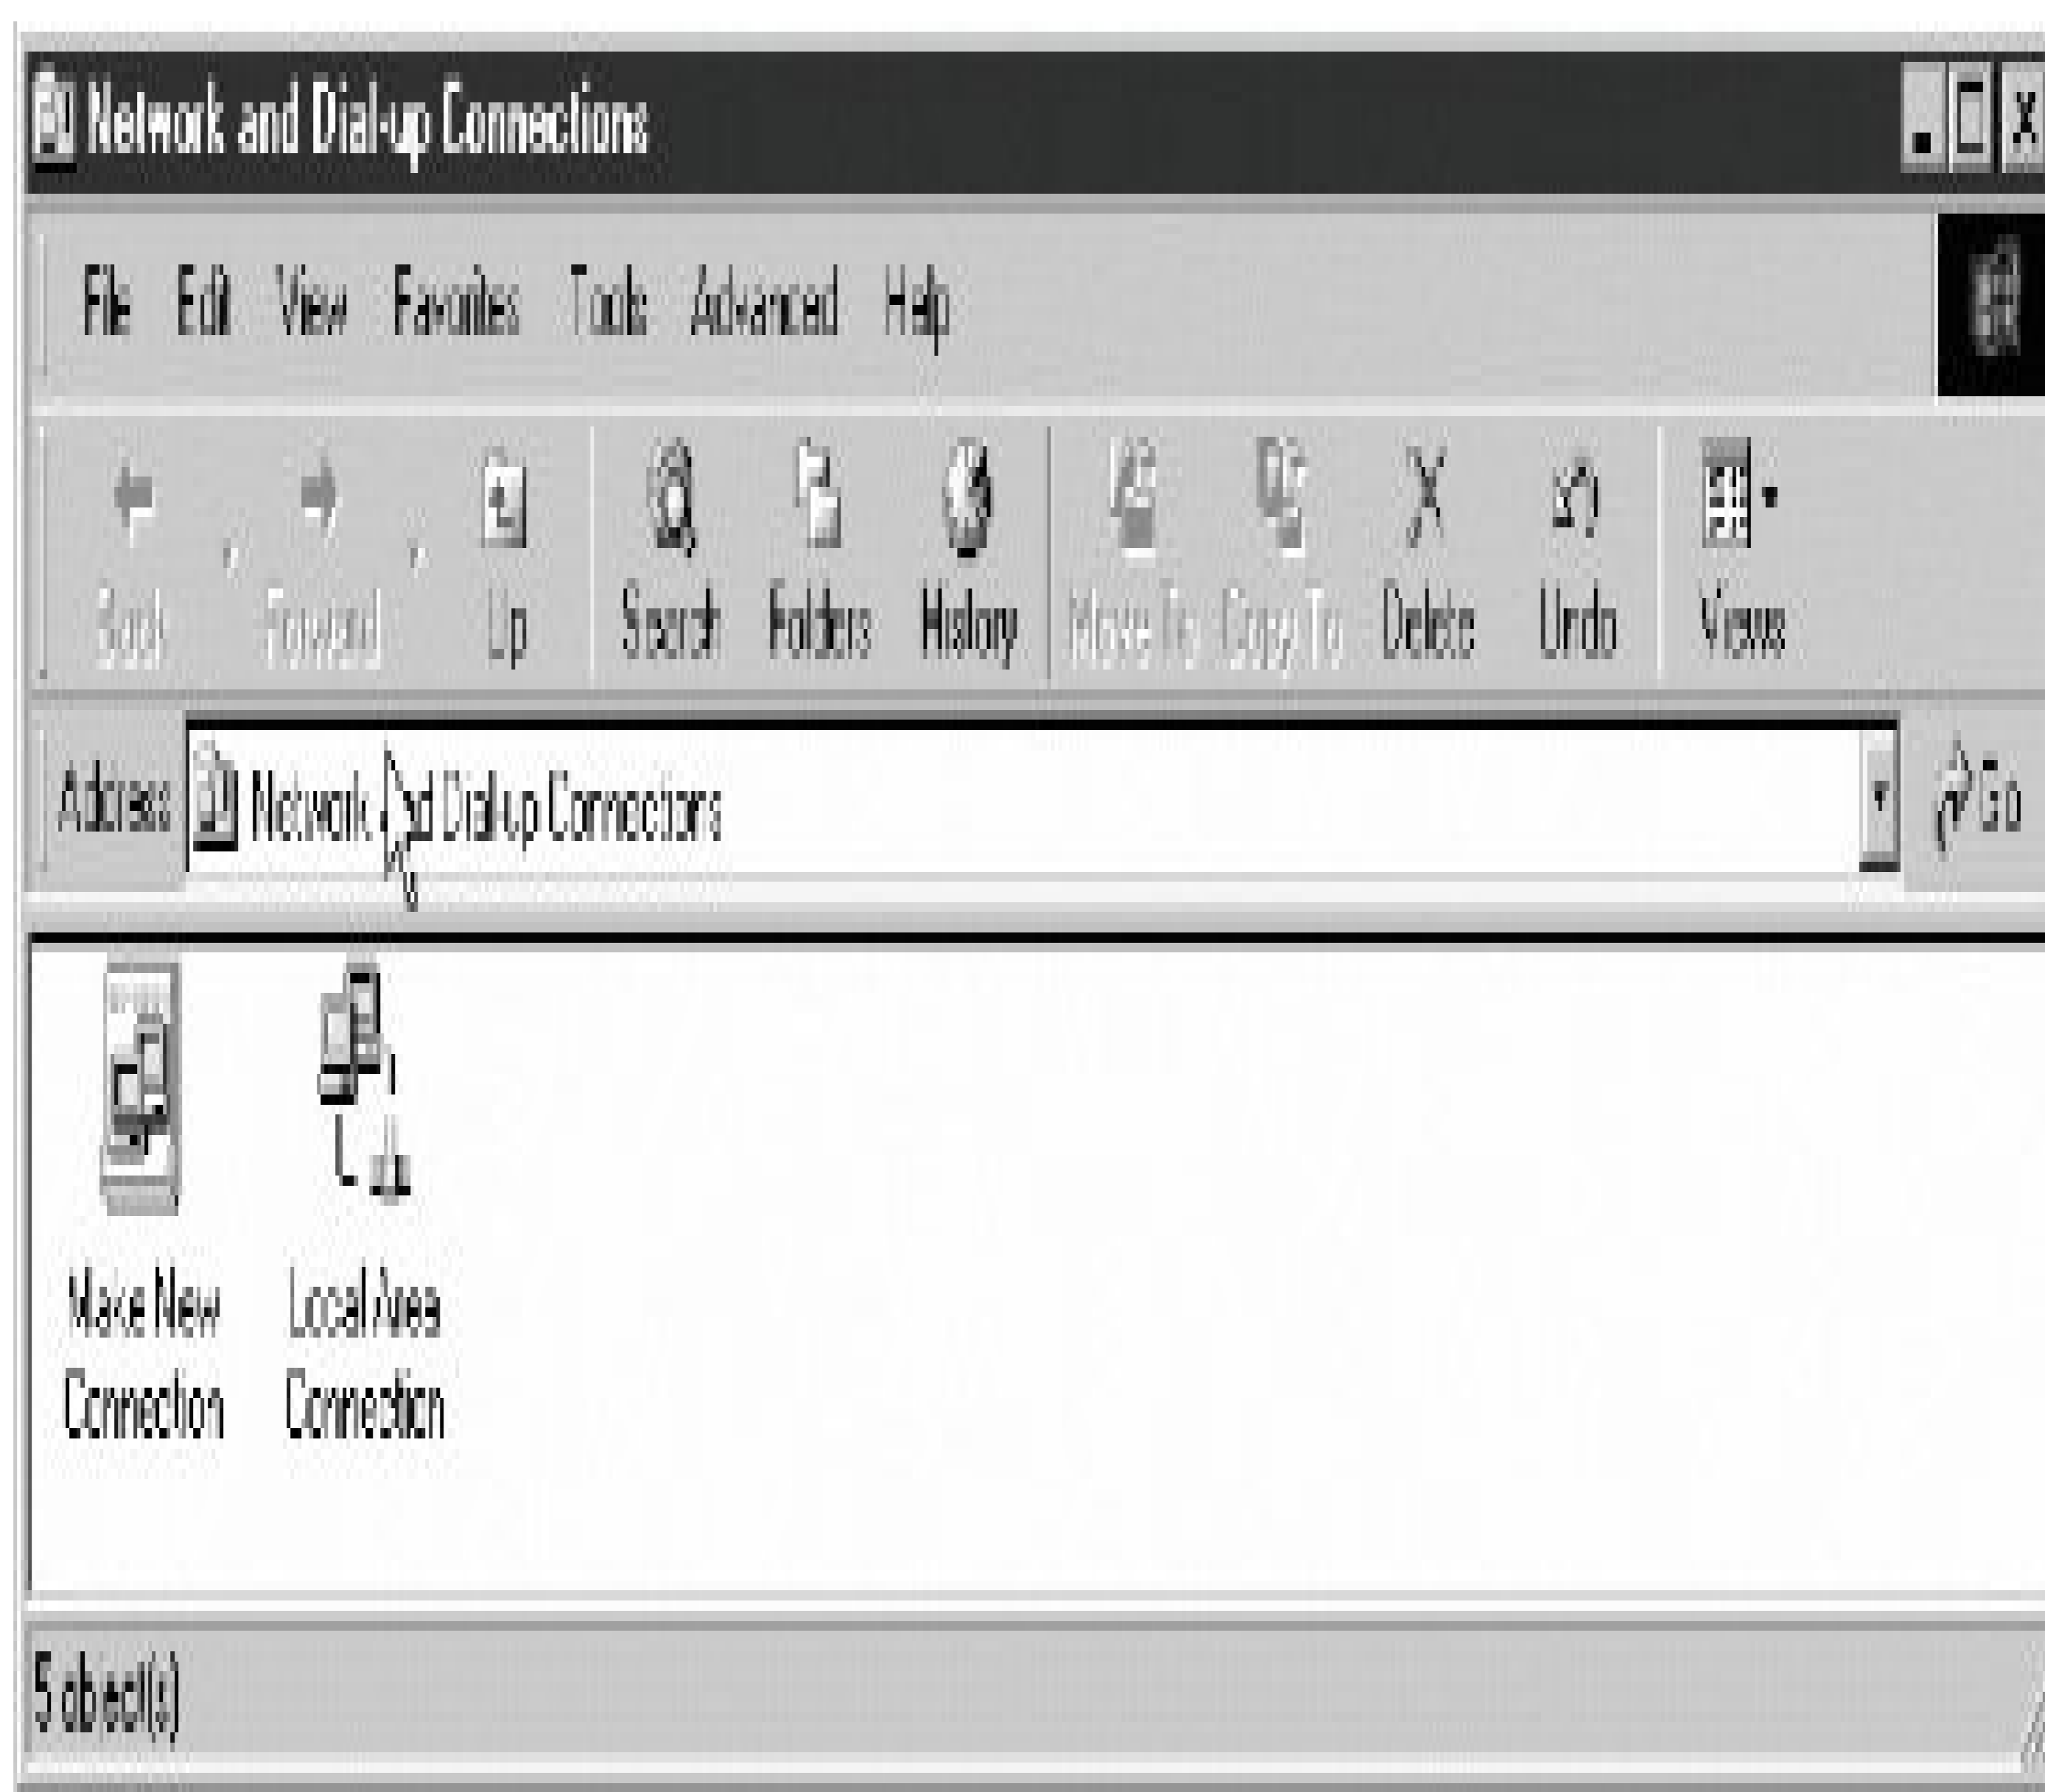 Network and Dial-up Connections
File Edit View Favorites Tools Advanced Help
Back Forward Up Search Folders History Move To Copy To Delete Undo Views
Address Network and Dial-up Connections Go
Make New Local Area
Connection Connection
5 object(s)